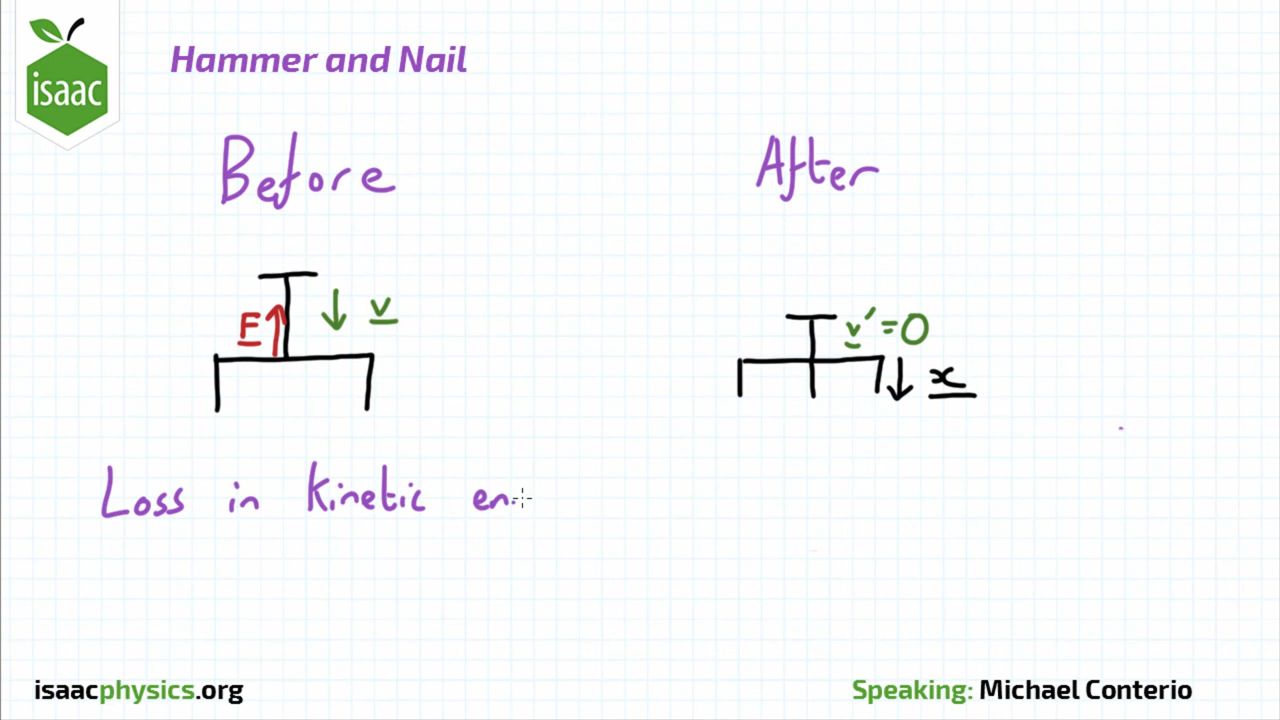 isaac
Hammer and Nail
Before
After
F
v
v' = 0
x
Loss in kinetic en
isaacphysics.org
Speaking: Michael Conterio